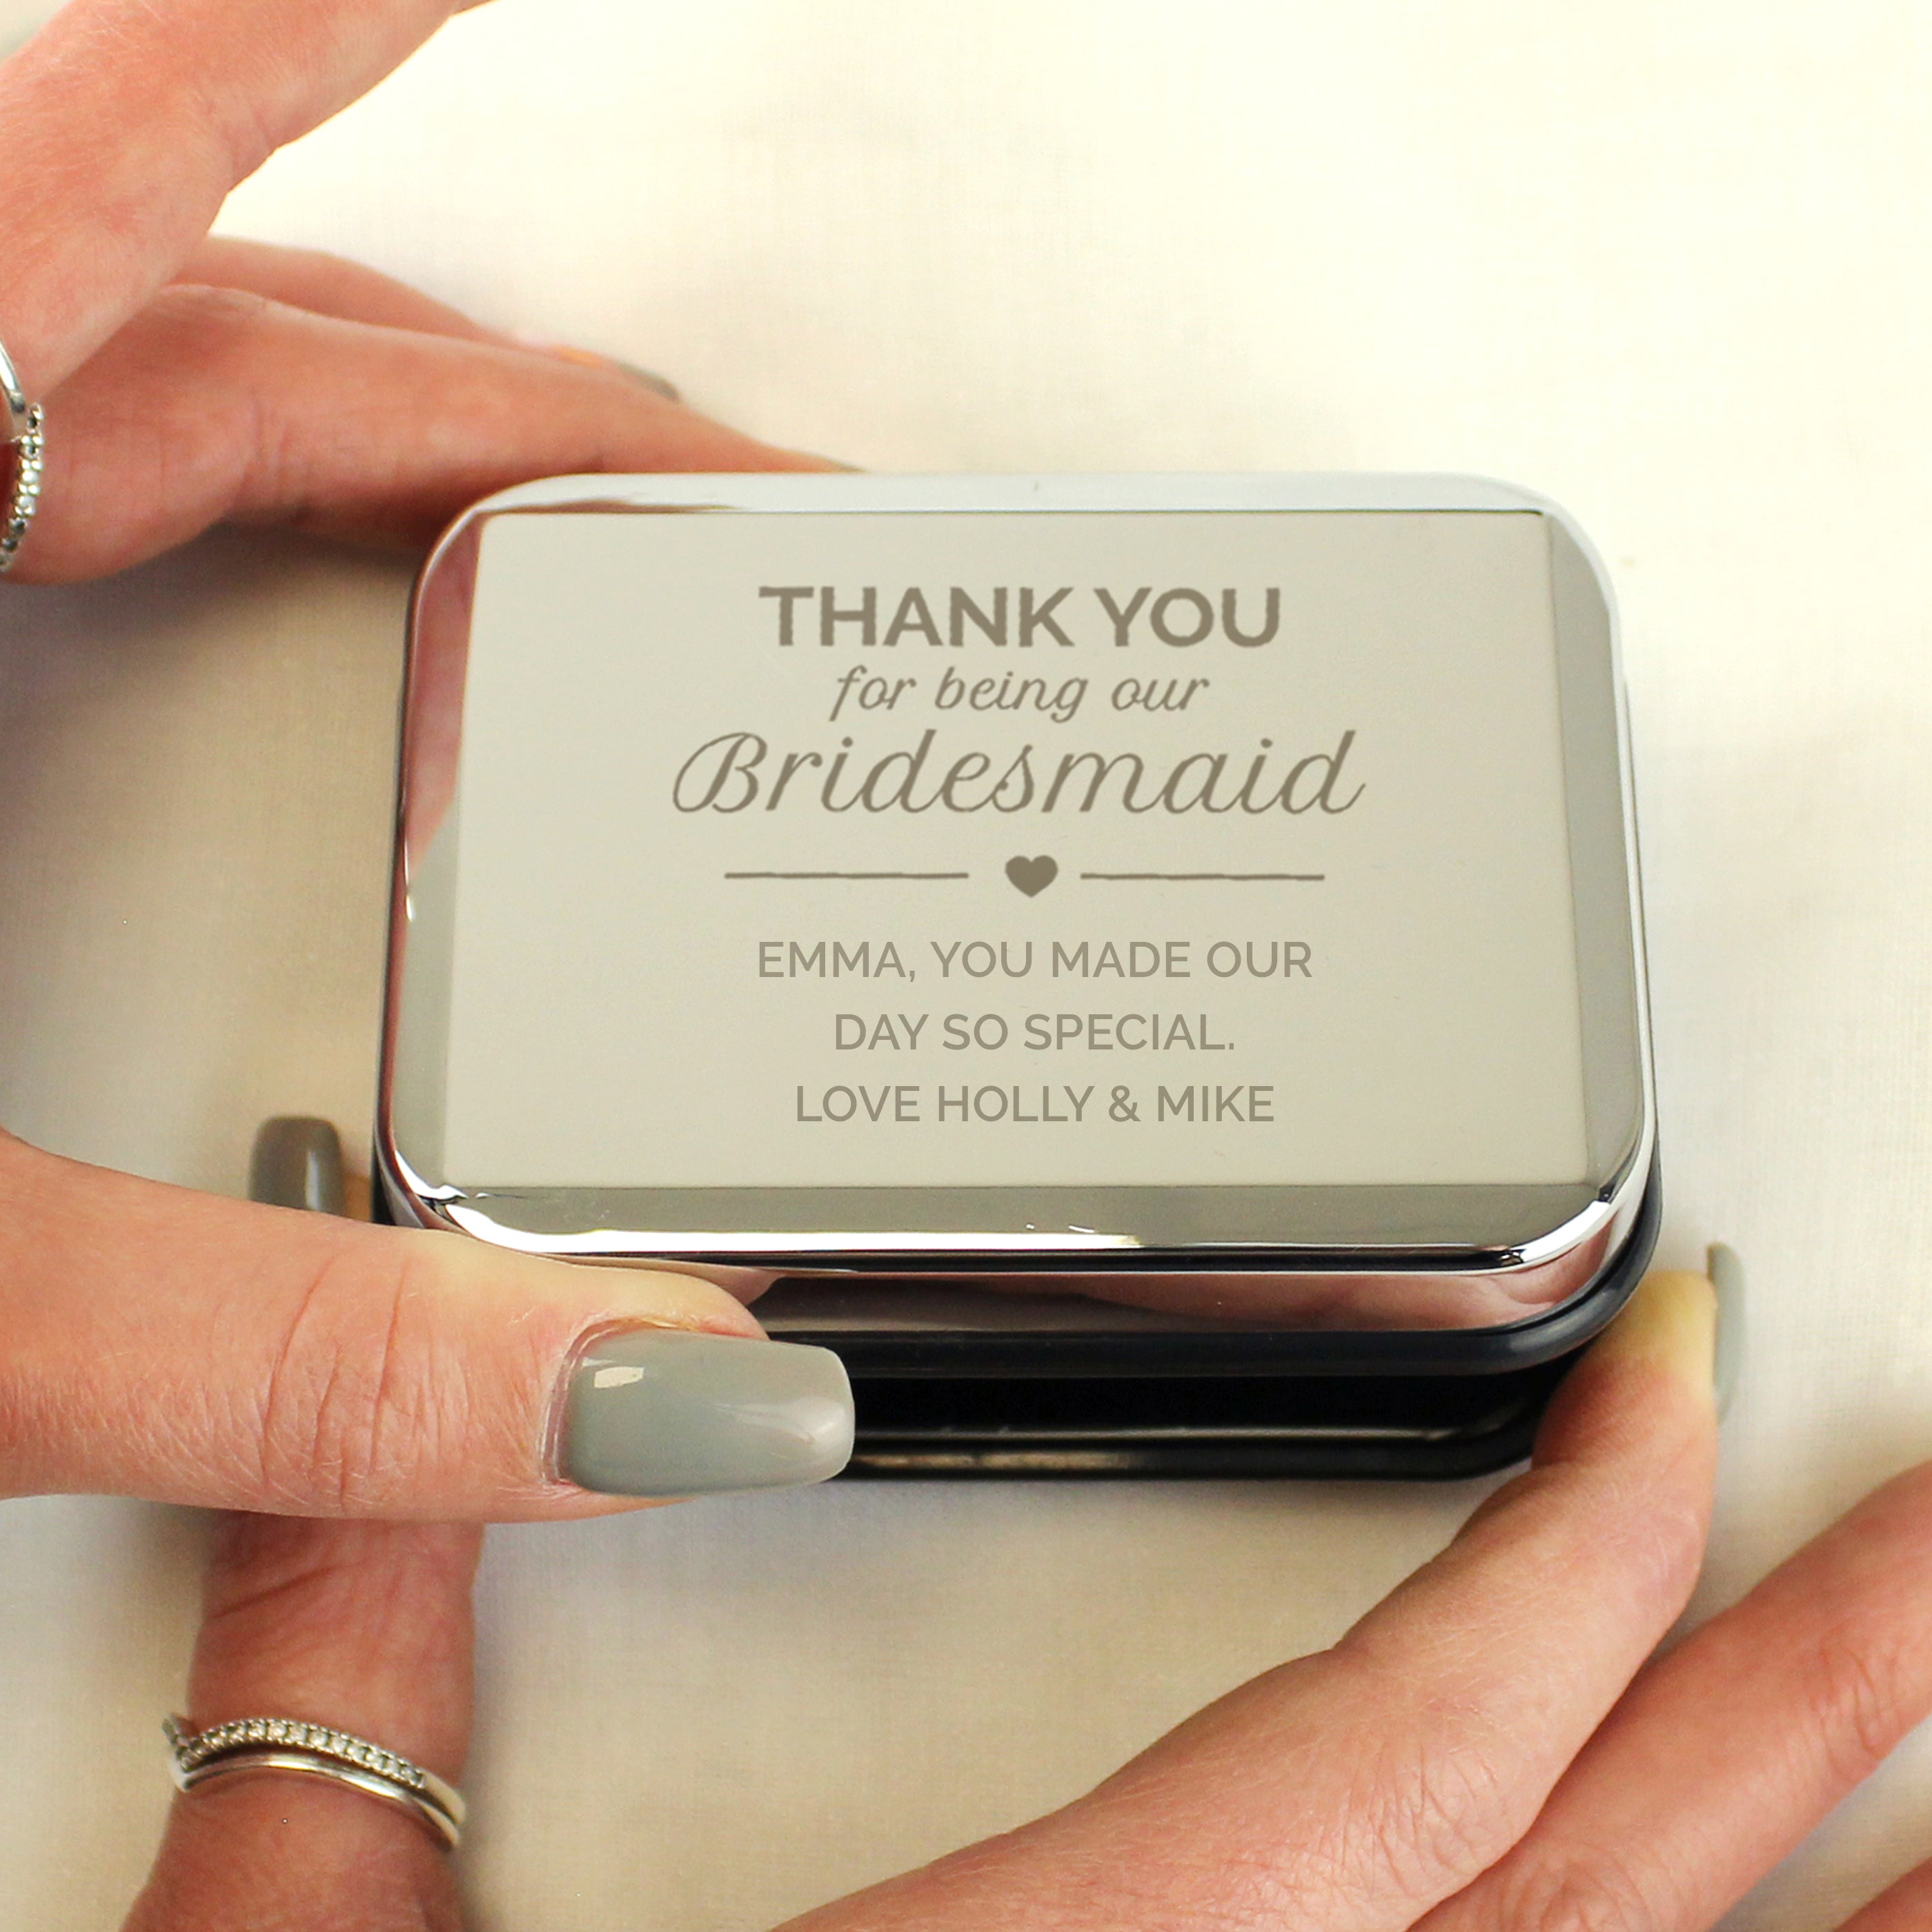 THANK YOU
for being our
Bridesmaid
EMMA, YOU MADE OUR
DAY SO SPECIAL.
LOVE HOLLY & MIKE